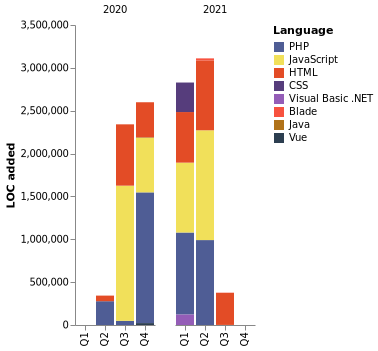 2020
2021
LOC added
3,500,000
3,000,000
2,500,000
2,000,000
1,500,000
1,000,000
500,000
0
Q1
Q2
Q3
Q4
Q1
Q2
Q3
Q4
Language
PHP
JavaScript
HTML
CSS
Visual Basic .NET
Blade
Java
Vue